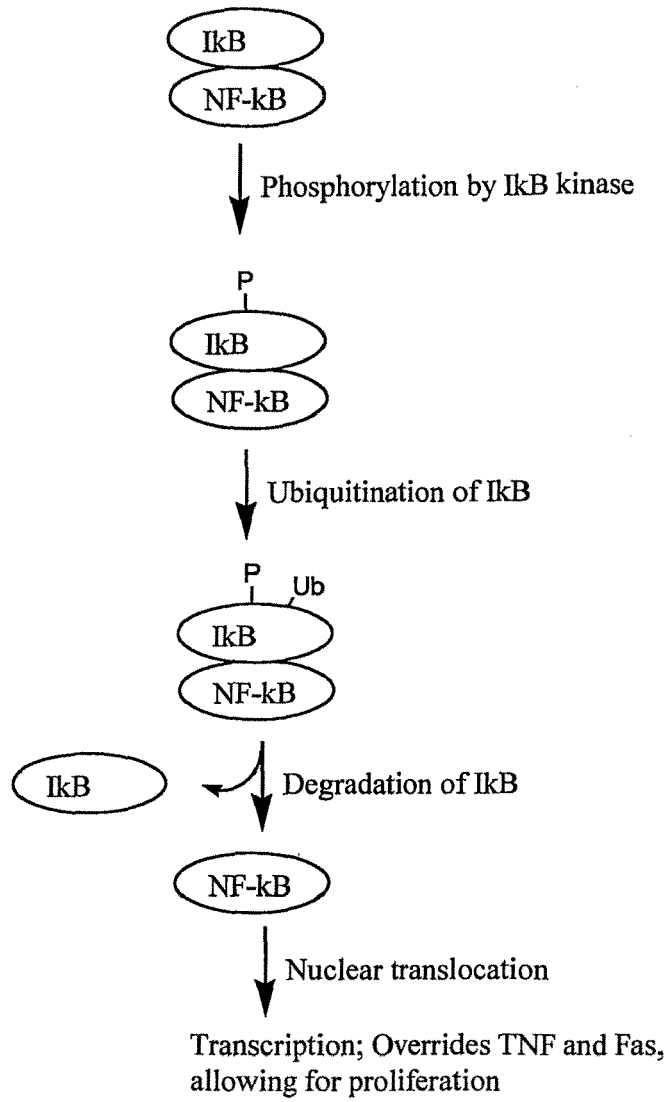 IkB
NF-kB
Phosphorylation by IkB kinase
P
IkB
NF-kB
Ubiquitination of IkB
P
Ub
IkB
NF-kB
IkB
Degradation of IkB
NF-kB
Nuclear translocation
Transcription; Overrides TNF and Fas,
allowing for proliferation